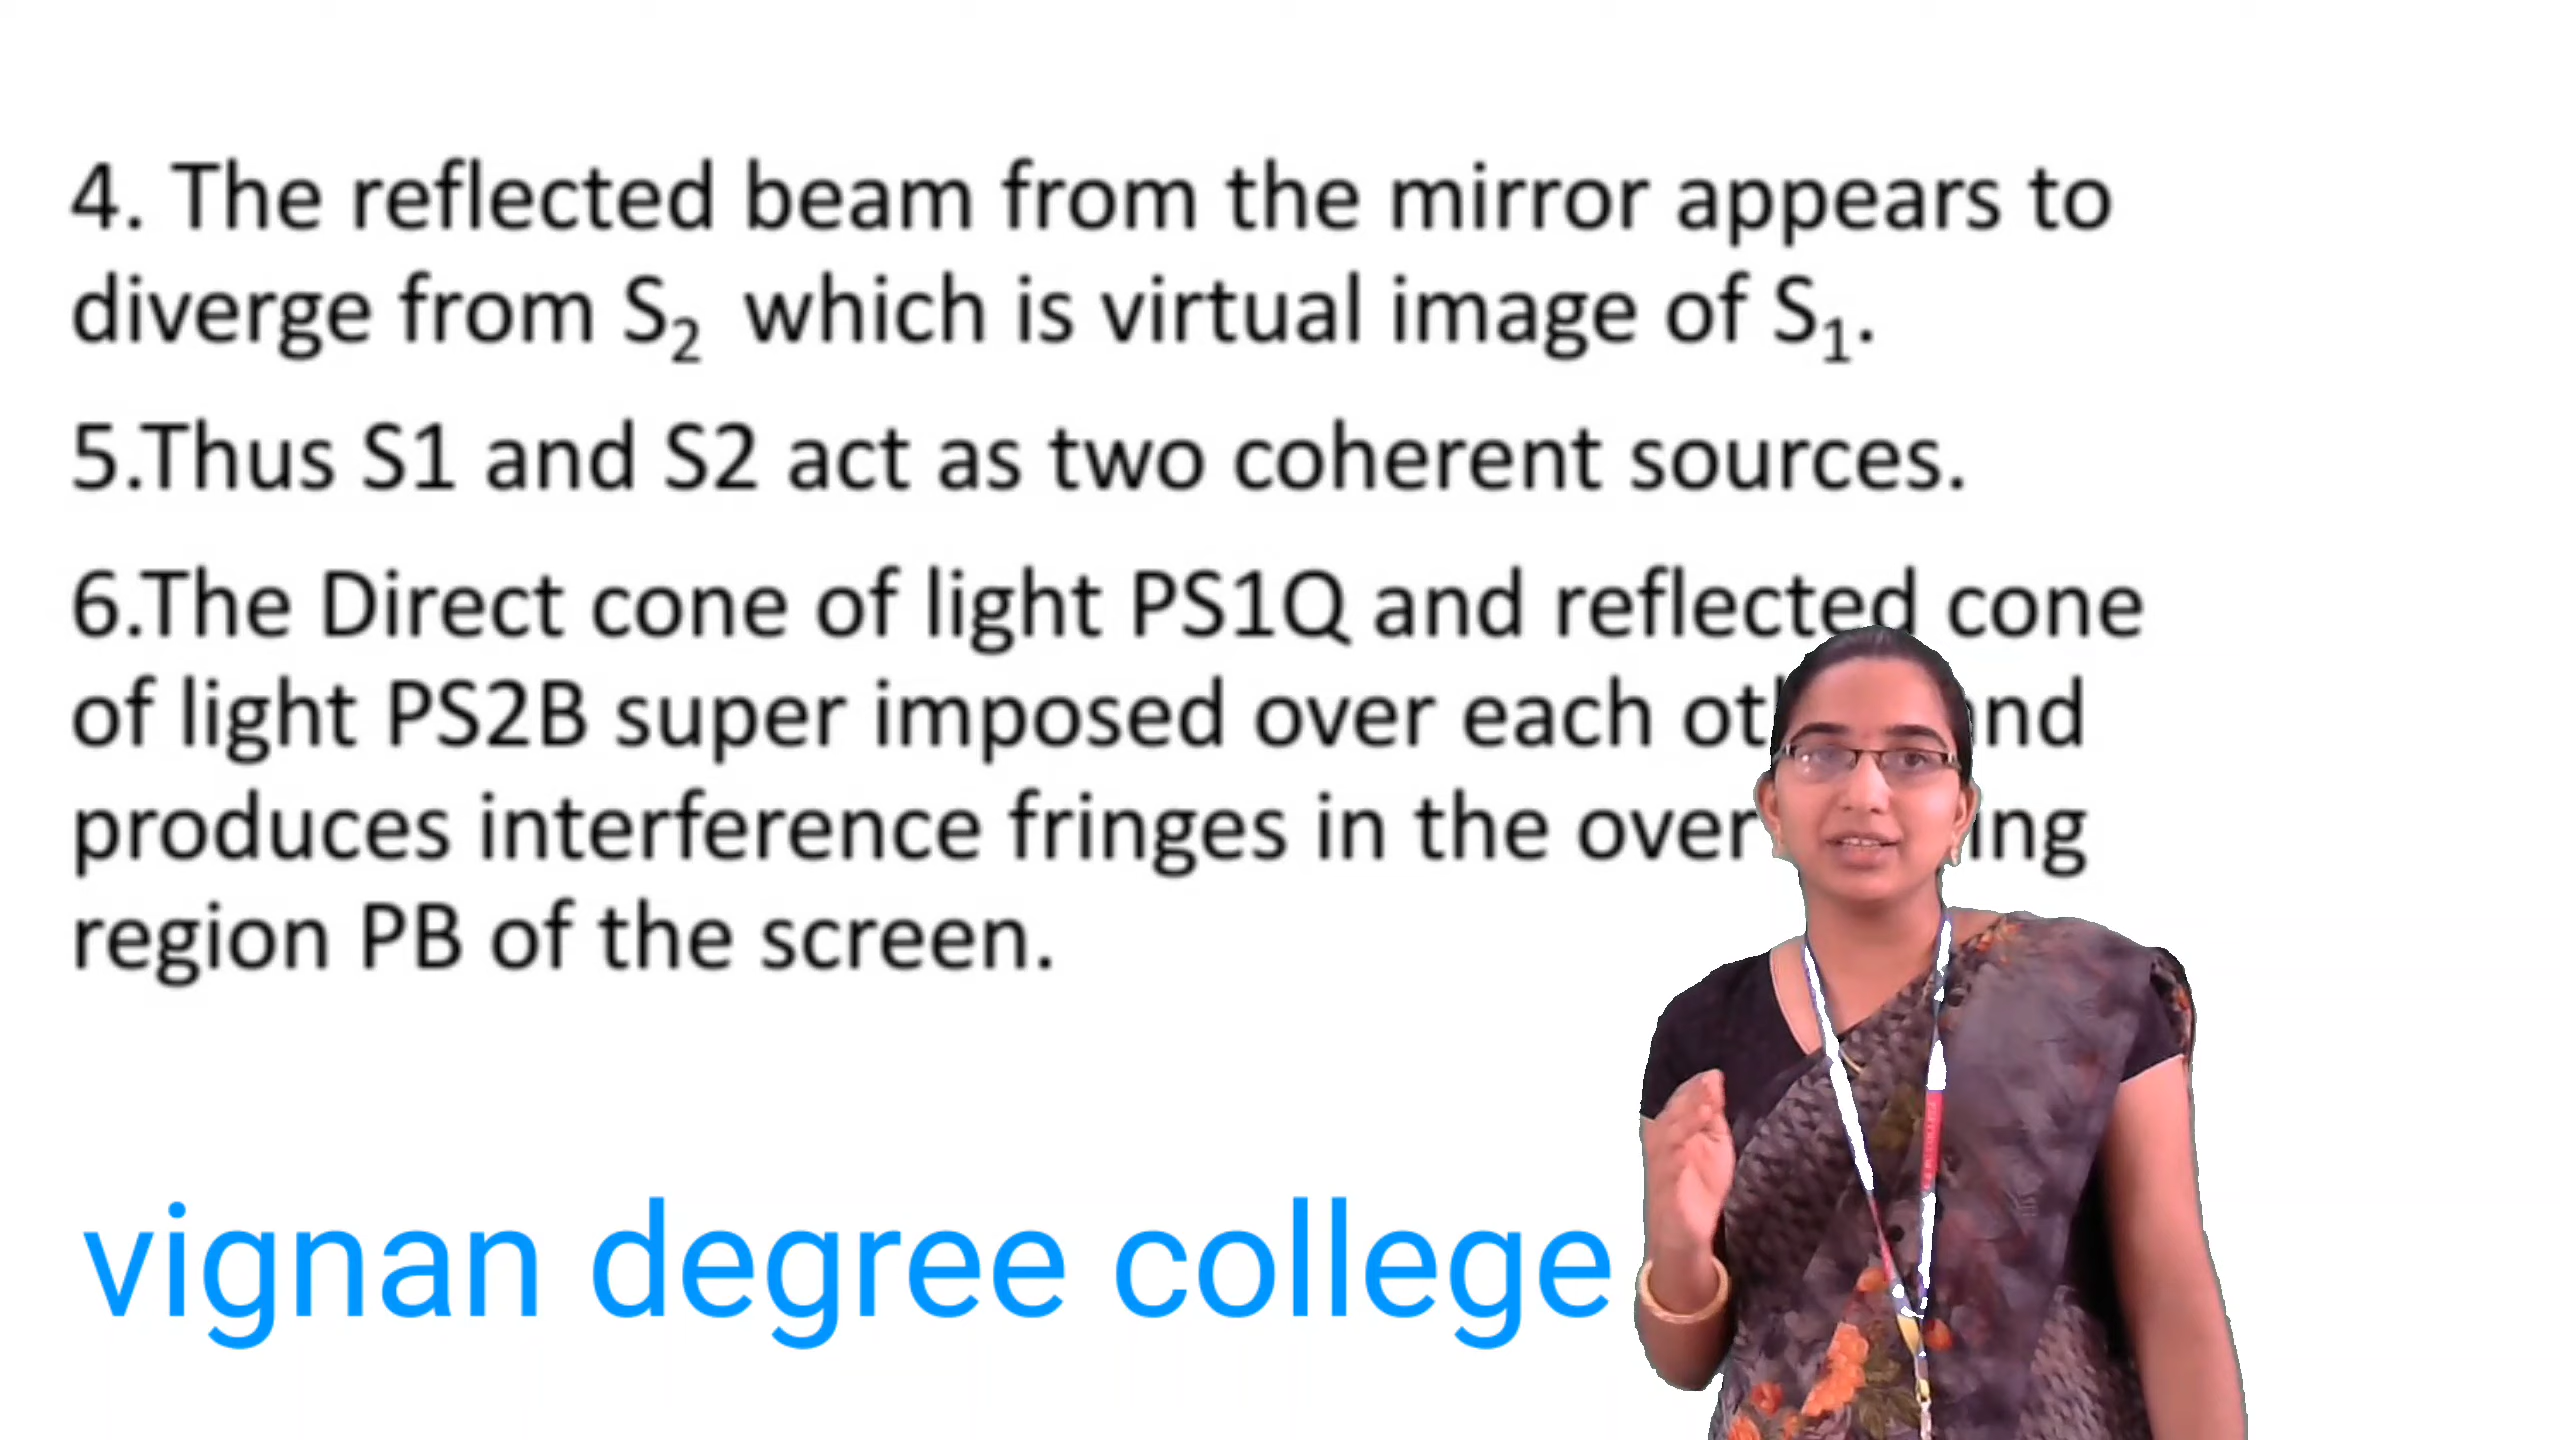 4. The reflected beam from the mirror appears to
diverge from S₂ which is virtual image of S₁.
5.Thus S1 and S2 act as two coherent sources.
6.The Direct cone of light PS1Q and reflected cone
of light PS2B super imposed over each
produces interference fringes in the
region PB of the screen.
vignan degree college